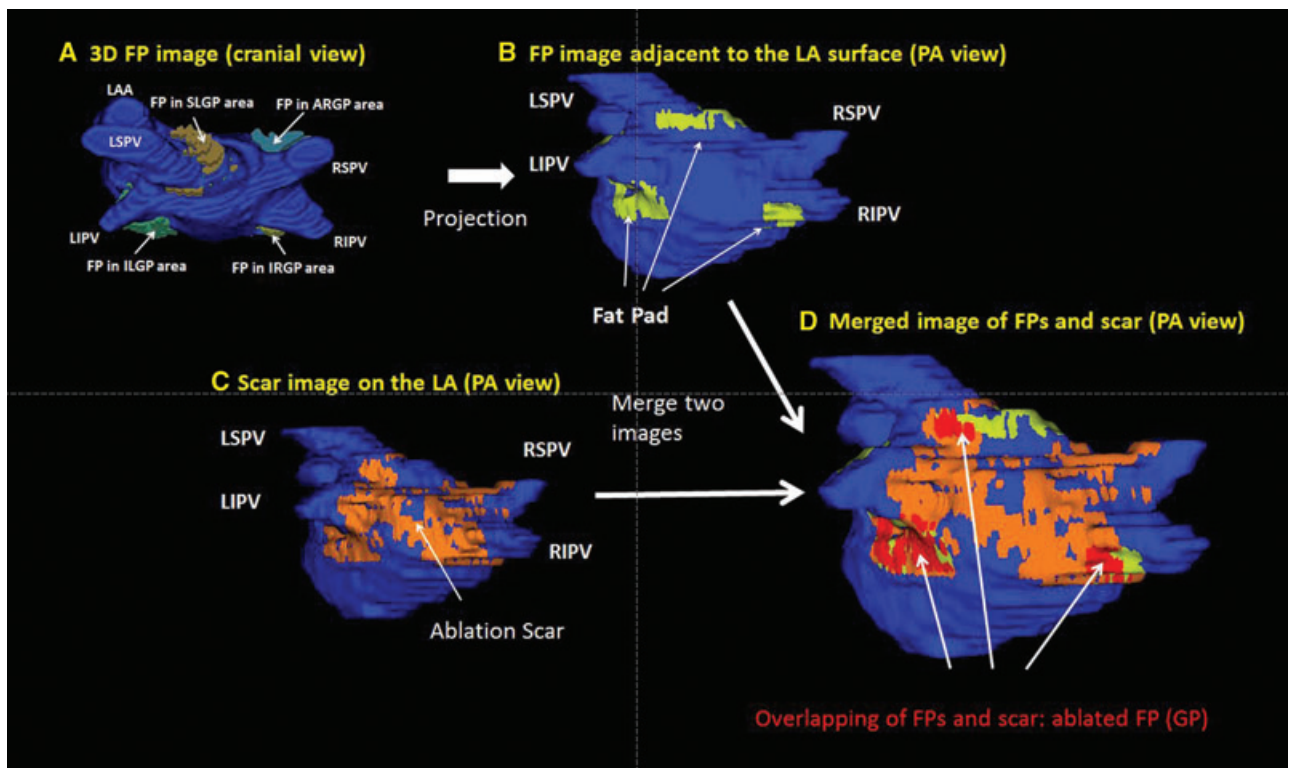 A 3D FP image (cranial view)
LAA
FP in SLGP area
FP in ARGP area
LSPV
RSPV
LIPV
RIPV
FP in ILGP area
FP in IRGP area
Projection
B FP image adjacent to the LA surface (PA view)
LSPV
RSPV
LIPV
RIPV
Fat Pad
C Scar image on the LA (PA view)
LSPV
RSPV
LIPV
RIPV
Ablation Scar
Merge two
images
D Merged image of FPs and scar (PA view)
Overlapping of FPs and scar: ablated FP (GP)